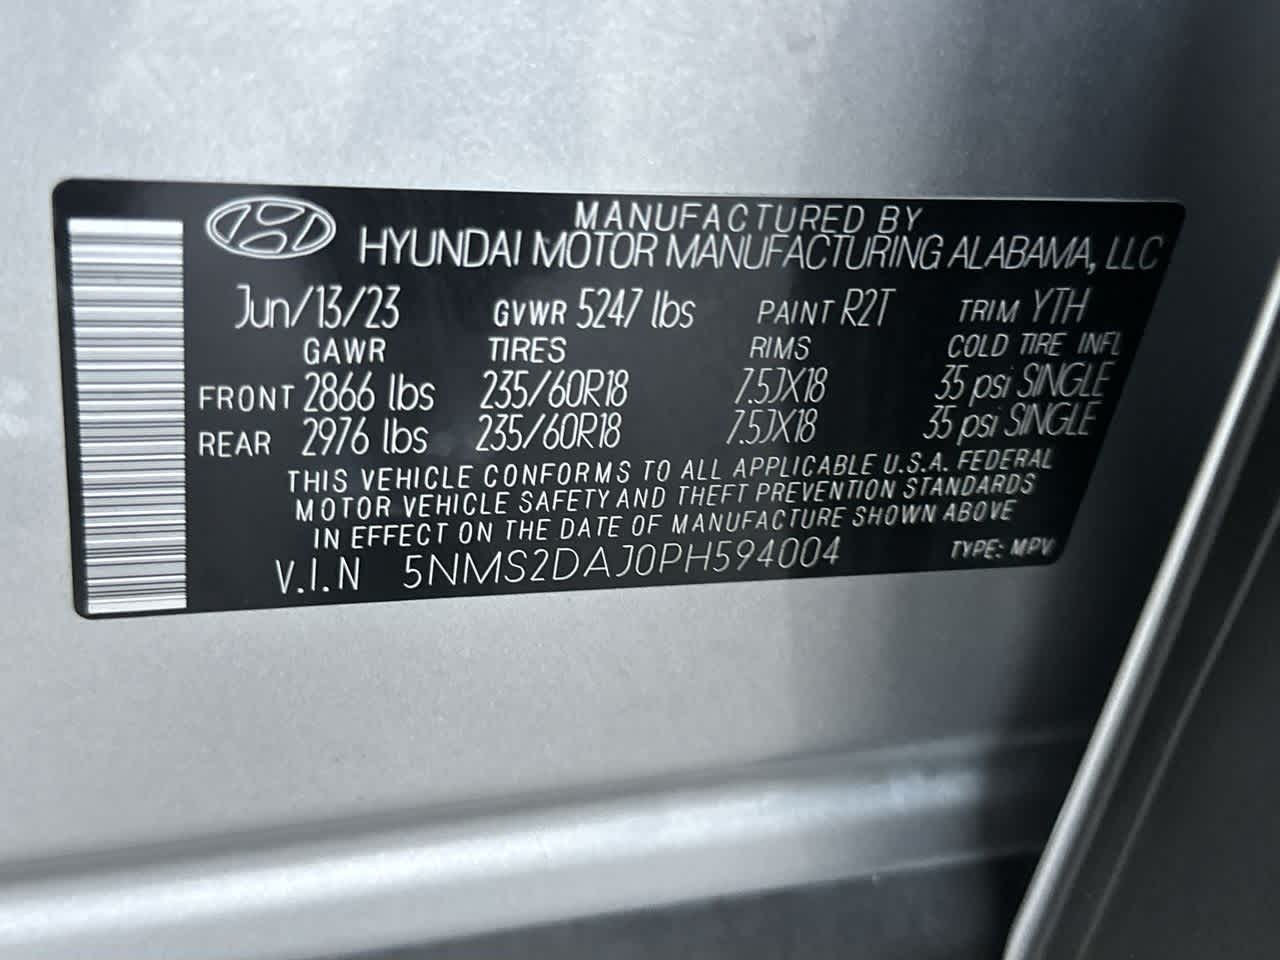 MANUFACTURED BY
HYUNDAI MOTOR MANUFACTURING ALABAMA, LLC
Jun/13/23 GVWR 5247 lbs PAINT R2T TRIM YTH
GAWR TIRES RIMS COLD TIRE INFL
FRONT 2866 lbs 235/60R18 7.5JX18 35 psi SINGLE
REAR 2976 lbs 235/60R18 7.5JX18 35 psi SINGLE
THIS VEHICLE CONFORMS TO ALL APPLICABLE U.S.A. FEDERAL
MOTOR VEHICLE SAFETY AND THEFT PREVENTION STANDARDS
IN EFFECT ON THE DATE OF MANUFACTURE SHOWN ABOVE
V.I.N 5NMS2DAJ0PH594004 TYPE: MPV